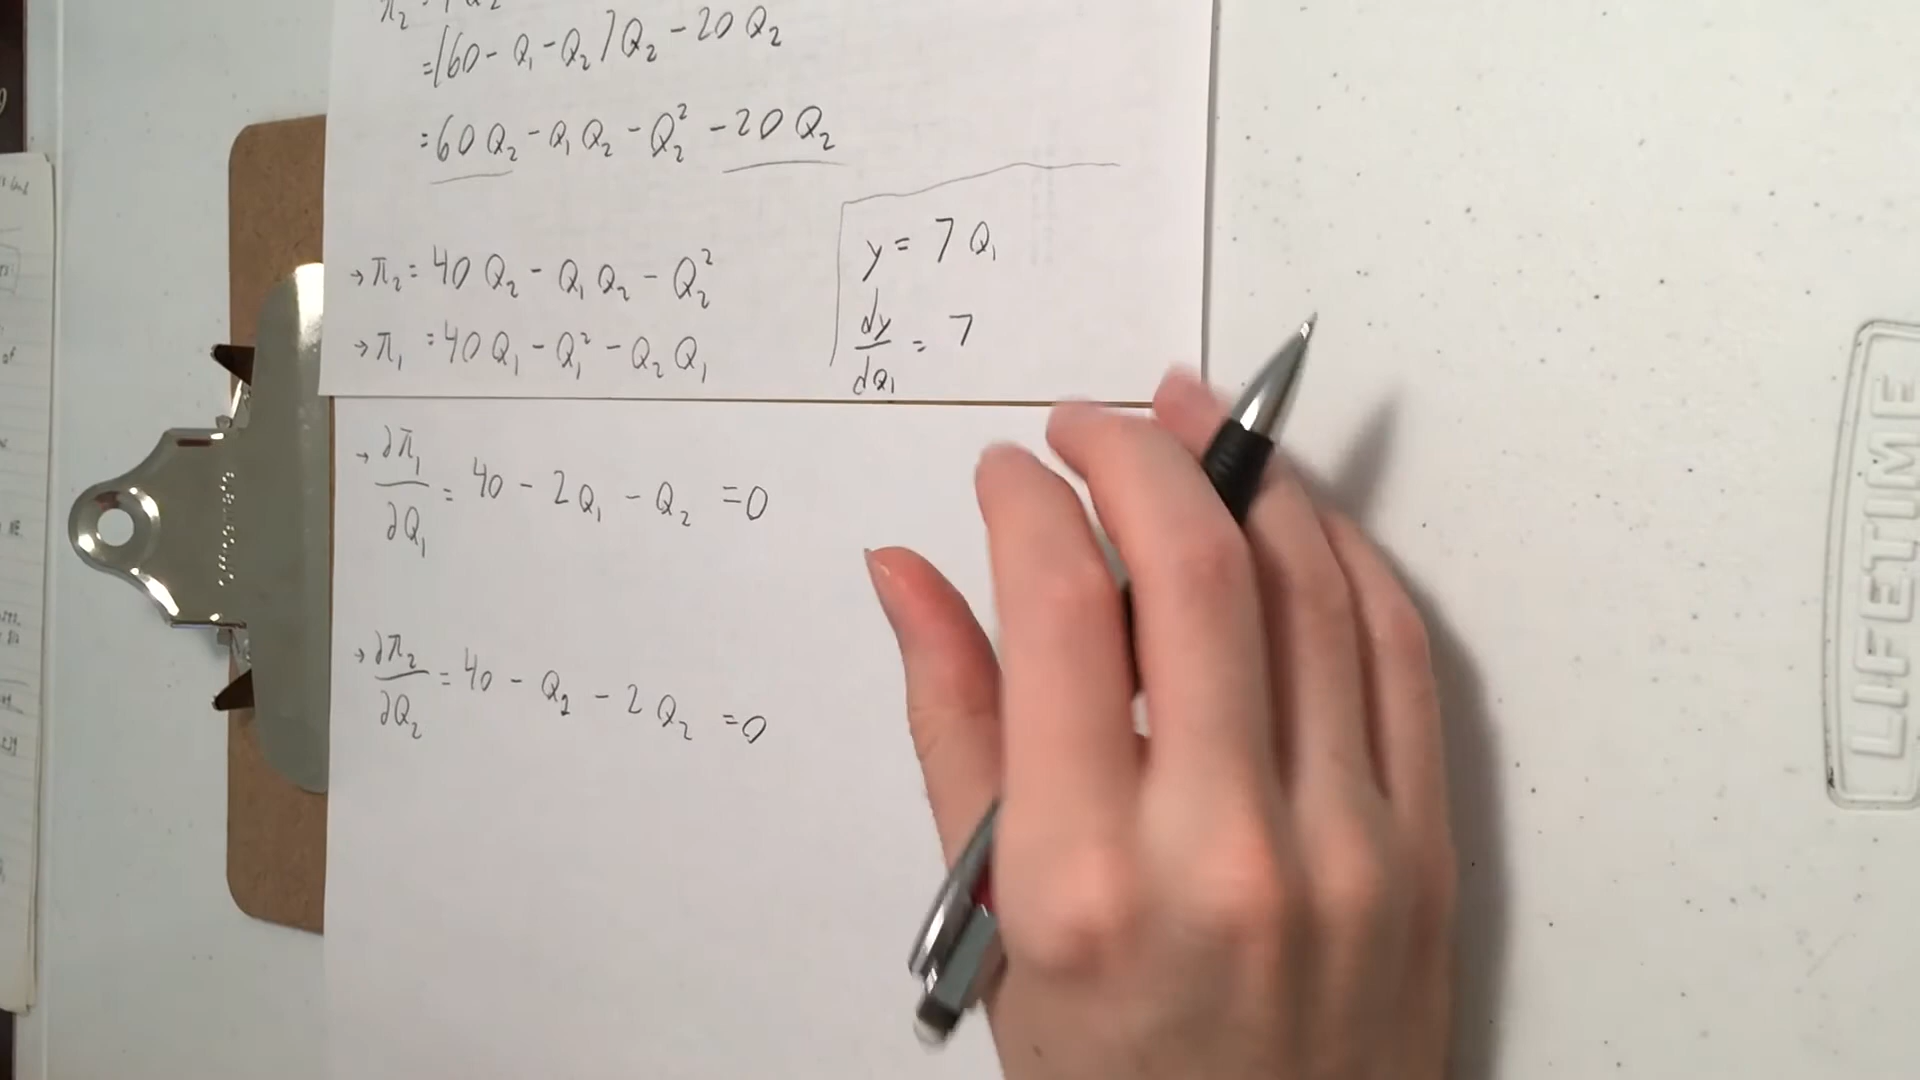 =(60-Q₁-Q₂)Q₂-20Q₂
=60Q₂-Q₁Q₂-Q₂²-20Q₂
→π₂=40Q₂-Q₁Q₂-Q₂²
→π₁=40Q₁-Q₁²-Q₂Q₁
y=7Q₁
dy/dQ₁=7
→∂π₁/∂Q₁=40-2Q₁-Q₂=0
→∂π₂/∂Q₂=40-Q₂-2Q₂=0
LIFETIME